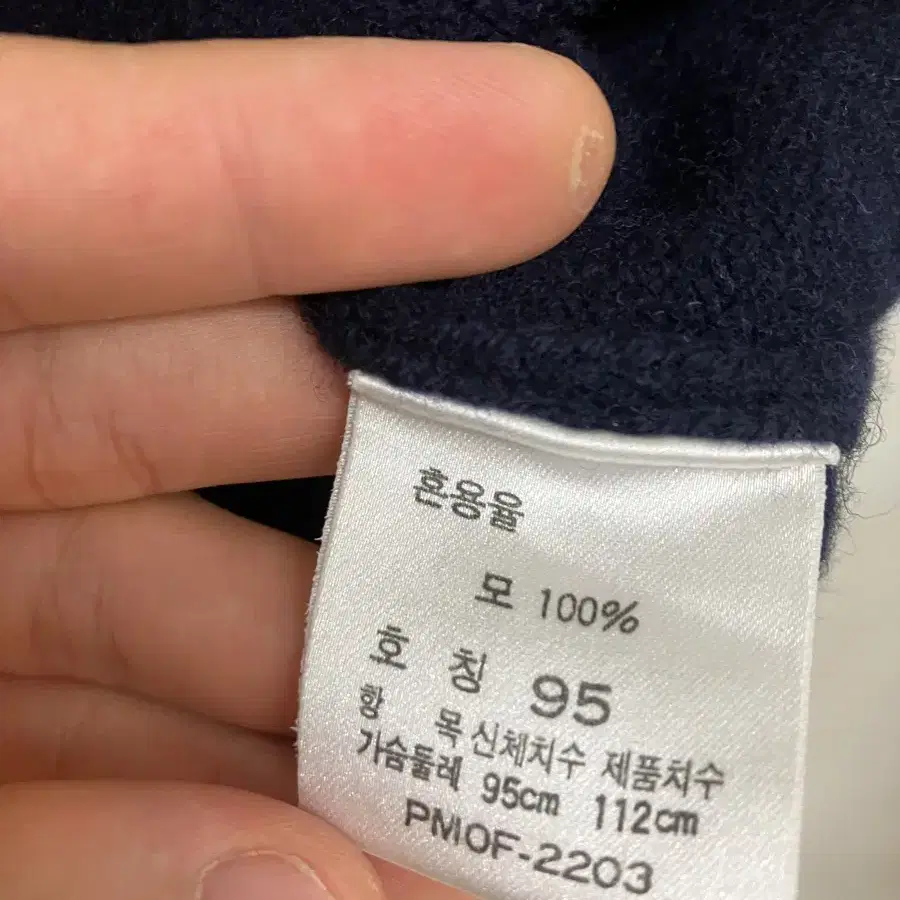 혼용율
모 100%
호 칭 95
항 목 신체치수 제품처수
가슴둘레 95cm 112cm
PMOF-2203